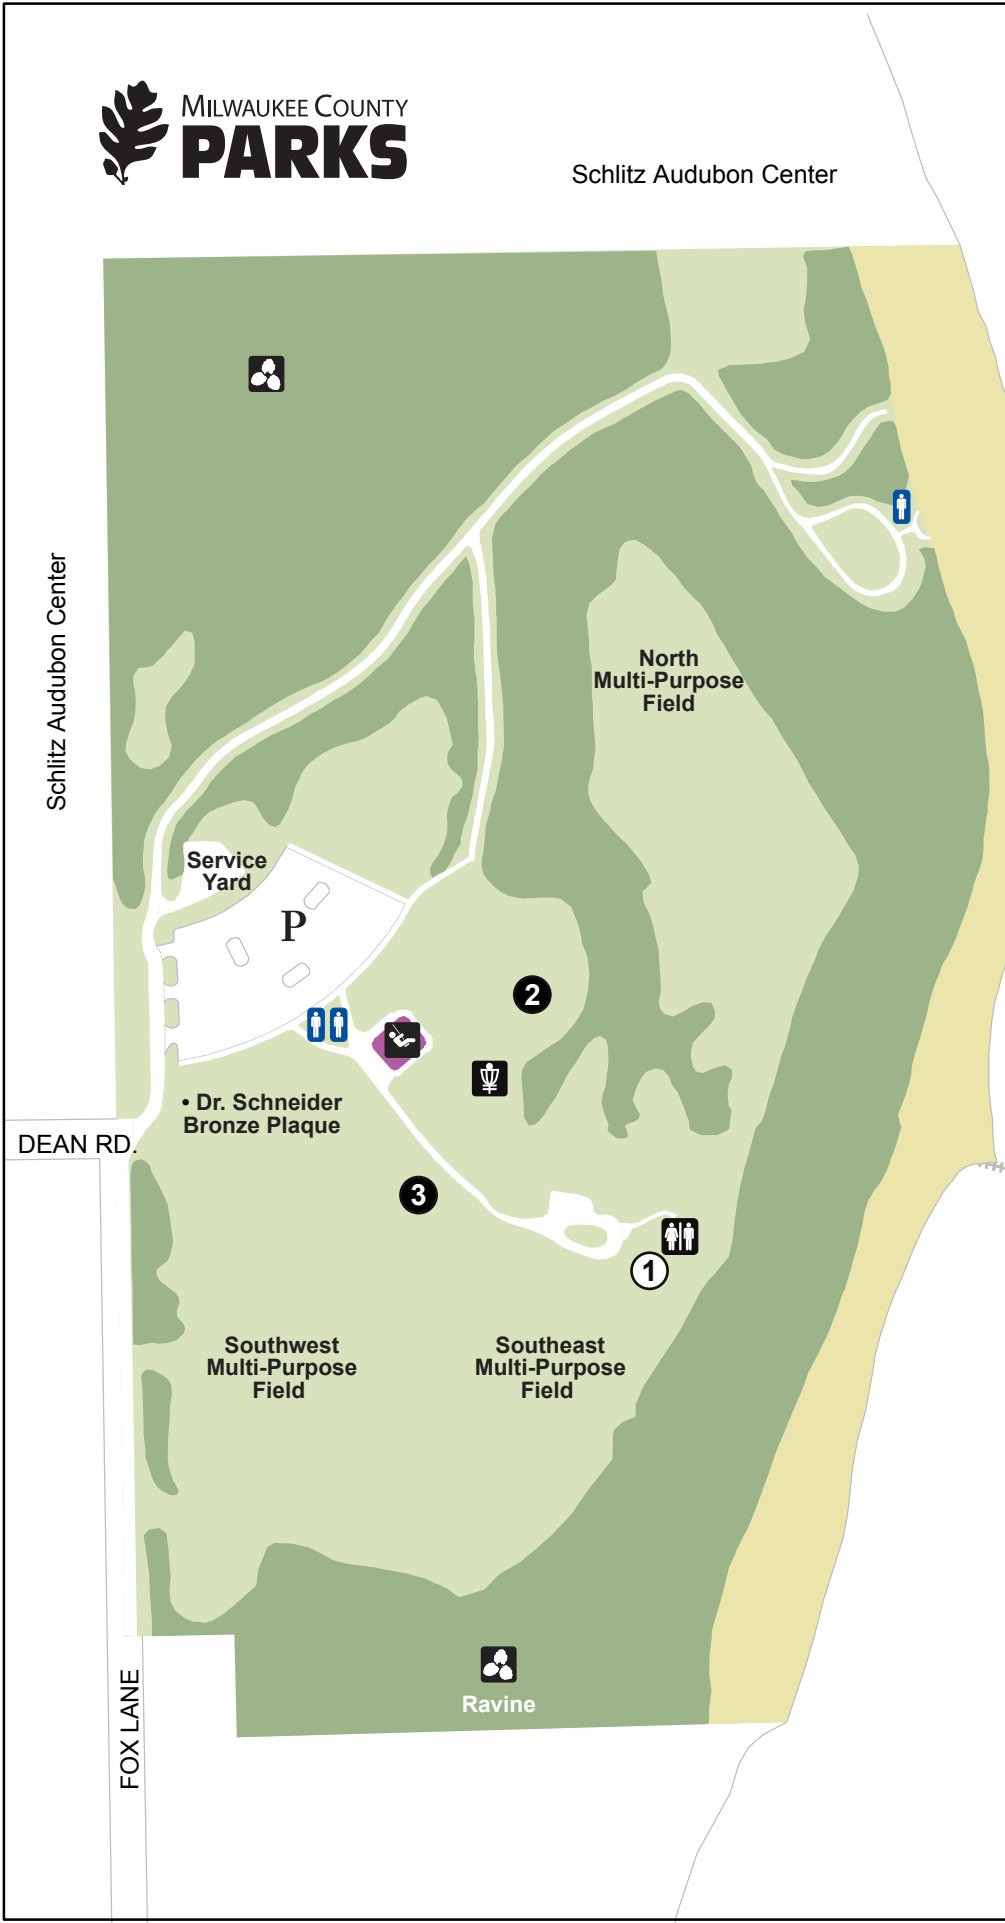 MILWAUKEE COUNTY
PARKS
Schlitz Audubon Center
Schlitz Audubon Center
North
Multi-Purpose
Field
Service
Yard
P
2
• Dr. Schneider
Bronze Plaque
DEAN RD.
3
1
Southwest
Multi-Purpose
Field
Southeast
Multi-Purpose
Field
Ravine
FOX LANE